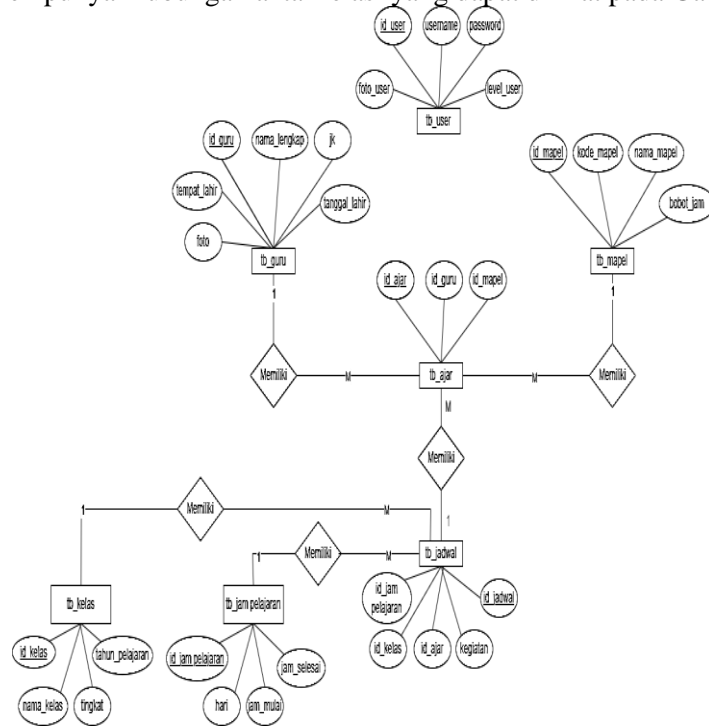 id_user username password
foto_user level_user
tb_user
id_guru nama_lengkap jk
tempat_lahir tanggal_lahir
foto
tb_guru
id_mapel kode_mapel nama_mapel
bobot_jam
tb_mapel
id_ajar id_guru id_mapel
1
1
Memiliki
M
tb_ajar
M
Memiliki
M
Memiliki
1
Memiliki
1
M
Memiliki
1
M
tb_jadwal
tb_kelas
tb_jam pelajaran
id_jam
pelajaran
id_jadwal
id_kelas
id_ajar
kegiatan
id_kelas
tahun_pelajaran
nama_kelas
tingkat
id_jam pelajaran
jam_selesai
hari
jam_mulai